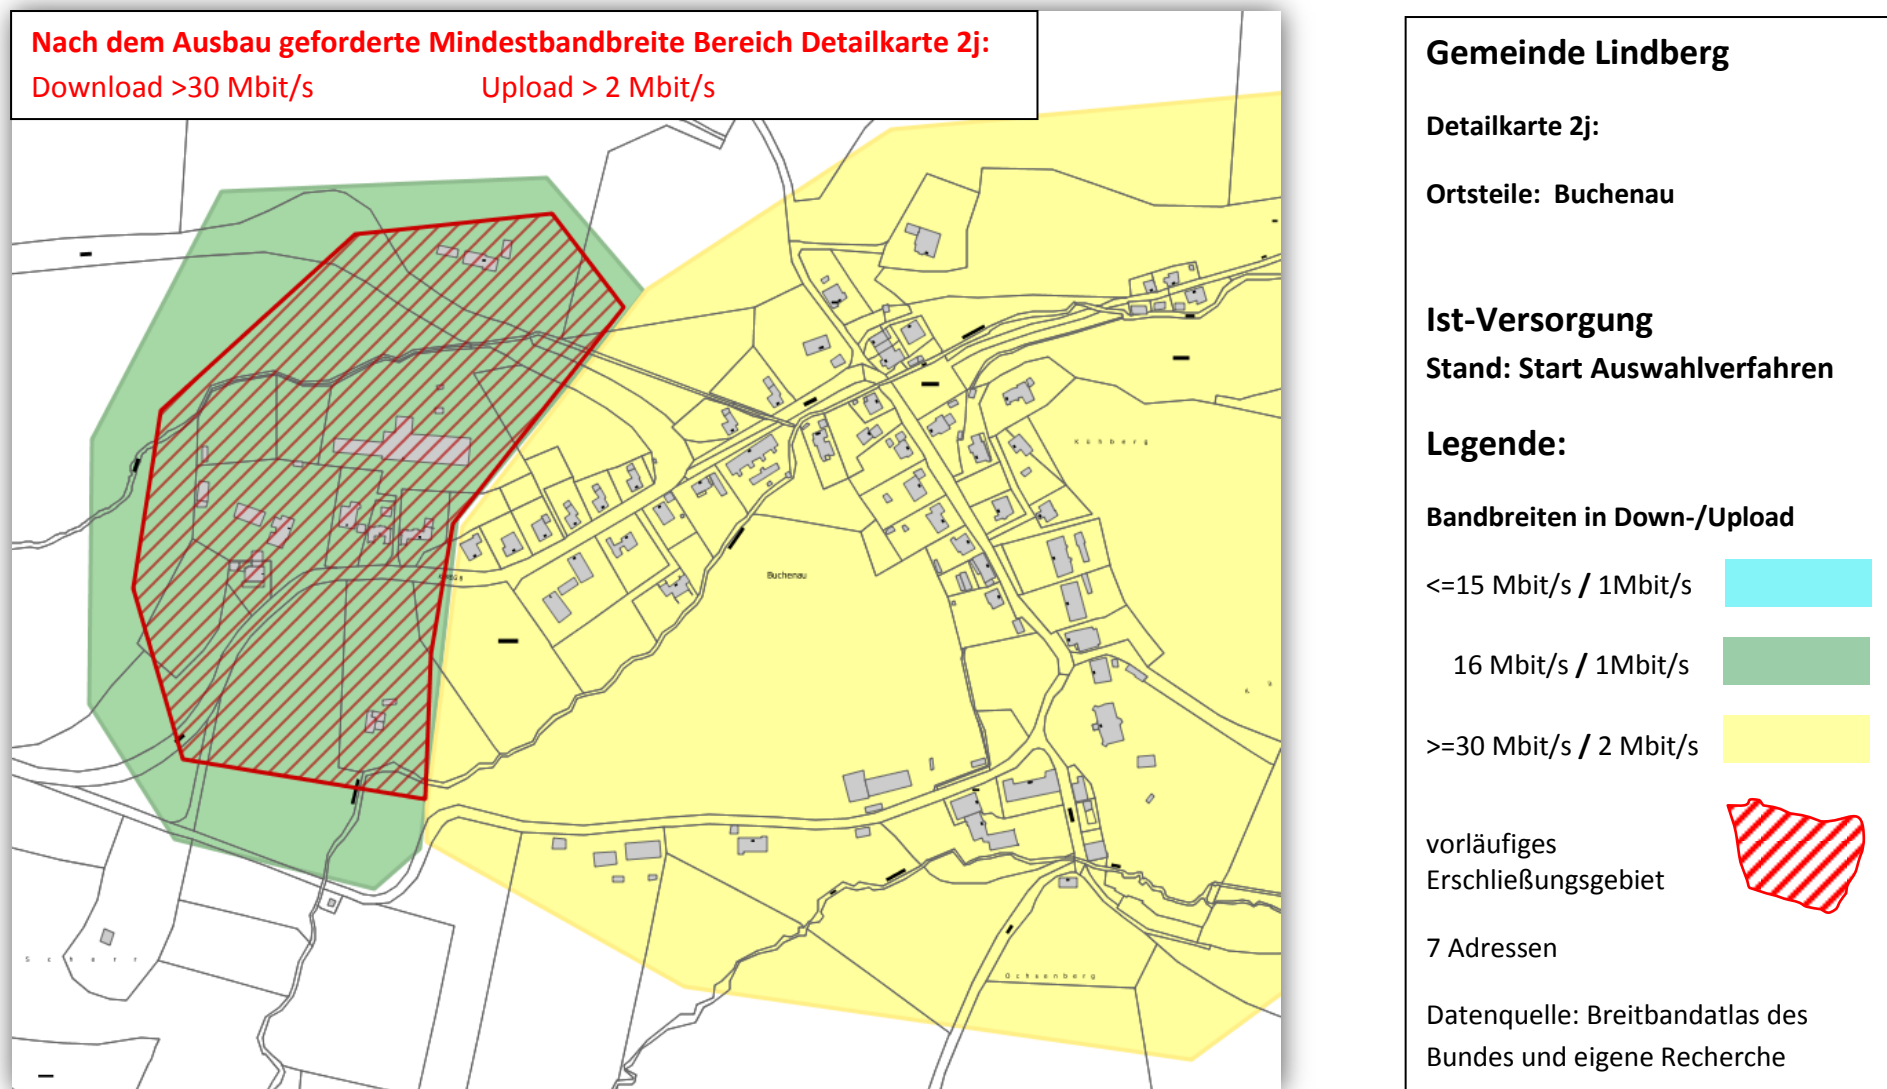 Nach dem Ausbau geforderte Mindestbandbreite Bereich Detailkarte 2j:
Download >30 Mbit/s Upload > 2 Mbit/s
Kühberg
Buchenau
Ochsenberg
Gemeinde Lindberg
Detailkarte 2j:
Ortsteile: Buchenau
Ist-Versorgung
Stand: Start Auswahlverfahren
Legende:
Bandbreiten in Down-/Upload
<=15 Mbit/s / 1Mbit/s
16 Mbit/s / 1Mbit/s
>=30 Mbit/s / 2 Mbit/s
vorläufiges
Erschließungsgebiet
7 Adressen
Datenquelle: Breitbandatlas des
Bundes und eigene Recherche